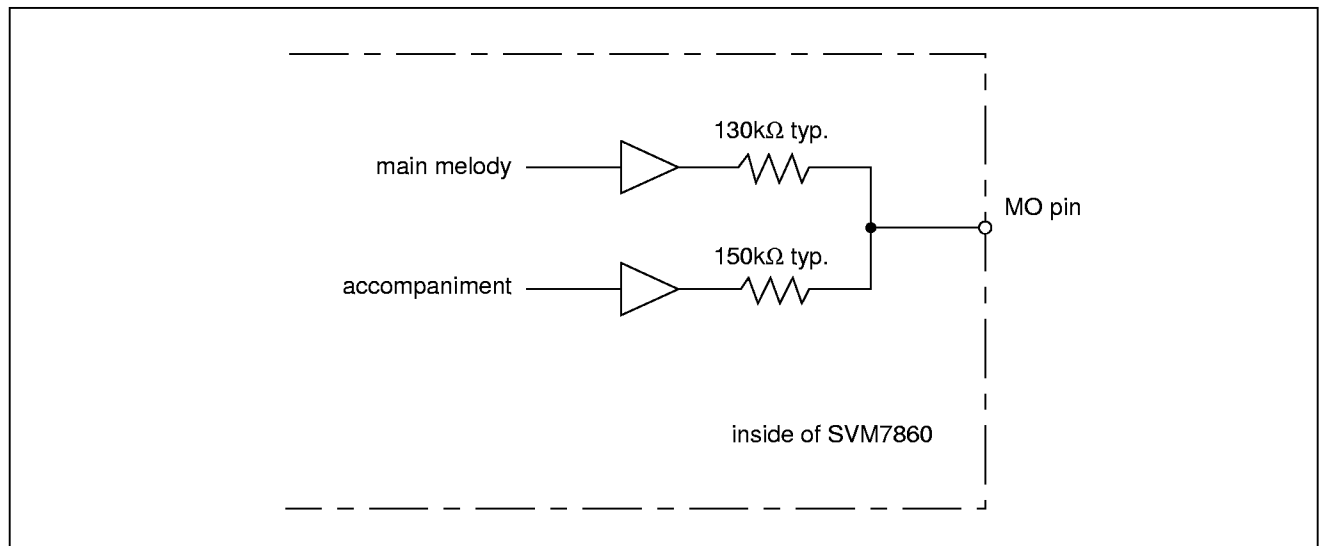 130kΩ typ.
main melody
MO pin
150kΩ typ.
accompaniment
inside of SVM7860